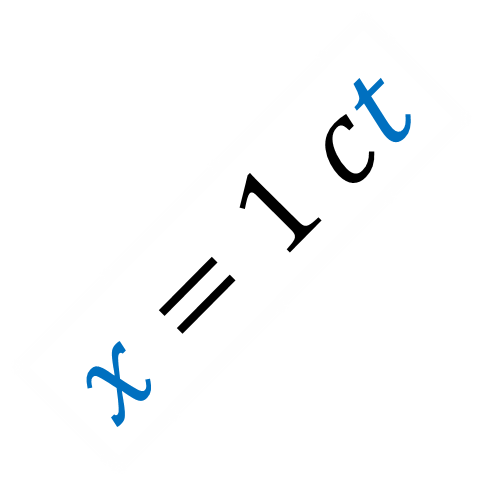 x = 1 ct